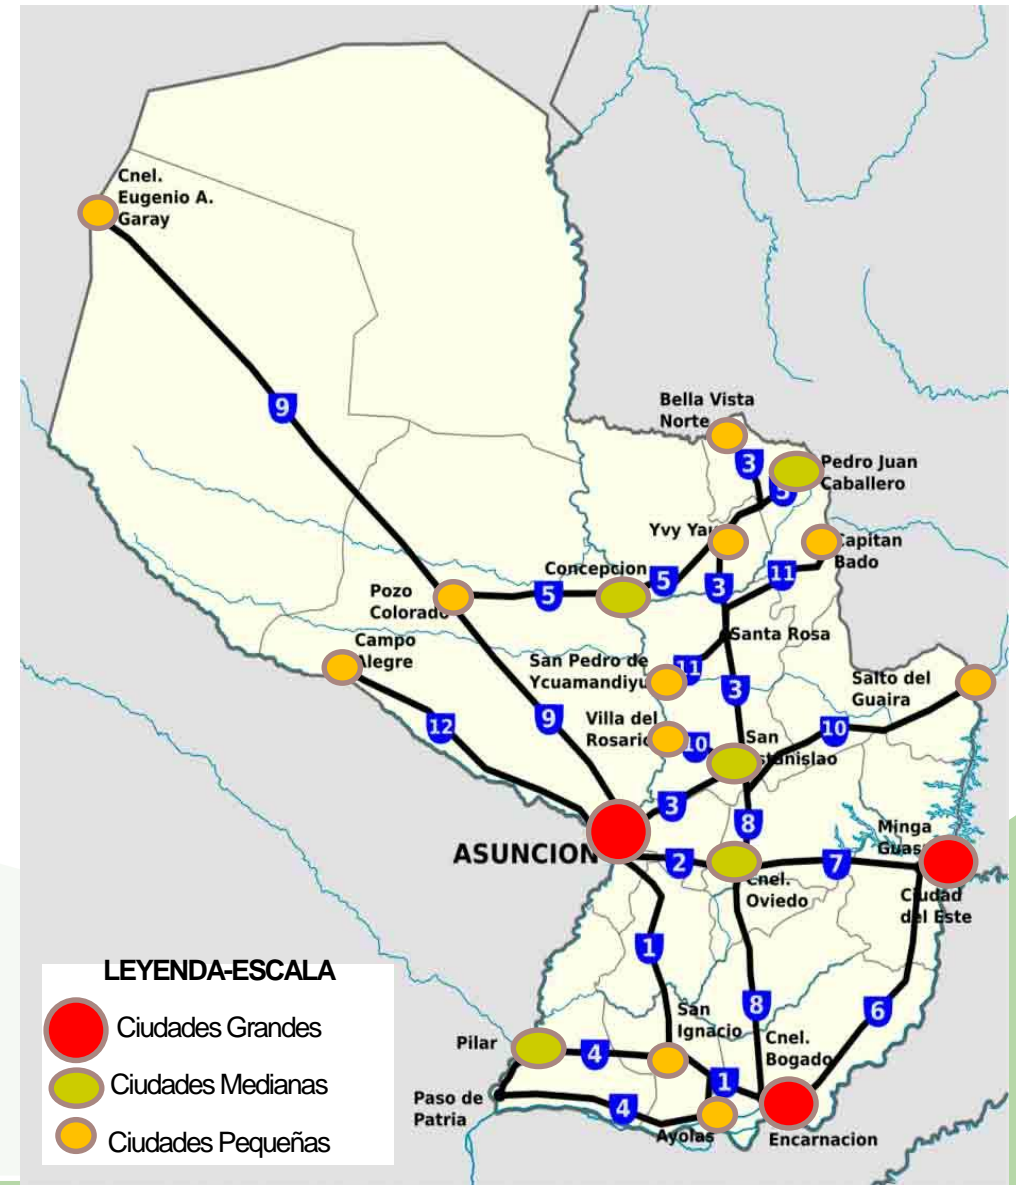 Cnel.
Eugenio A.
Garay
9
Bella Vista
Norte
3
Pedro Juan
Caballero
5
Yvy Yau
Capitan
Bado
Concepcion
5
5
3
11
Pozo
Colorado
Santa Rosa
Campo
Alegre
San Pedro de
Ycuamandiyu
11
3
Salto del
Guaira
12
9
Villa del
Rosario
10
San
Estanislao
10
3
8
Minga
ASUNCION
2
7
Cnel.
Oviedo
Ciudad
del Este
1
8
6
San
Ignacio
Cnel.
Bogado
Pilar
4
1
Paso de
Patria
4
Ayolas
Encarnacion
LEYENDA-ESCALA
Ciudades Grandes
Ciudades Medianas
Ciudades Pequeñas